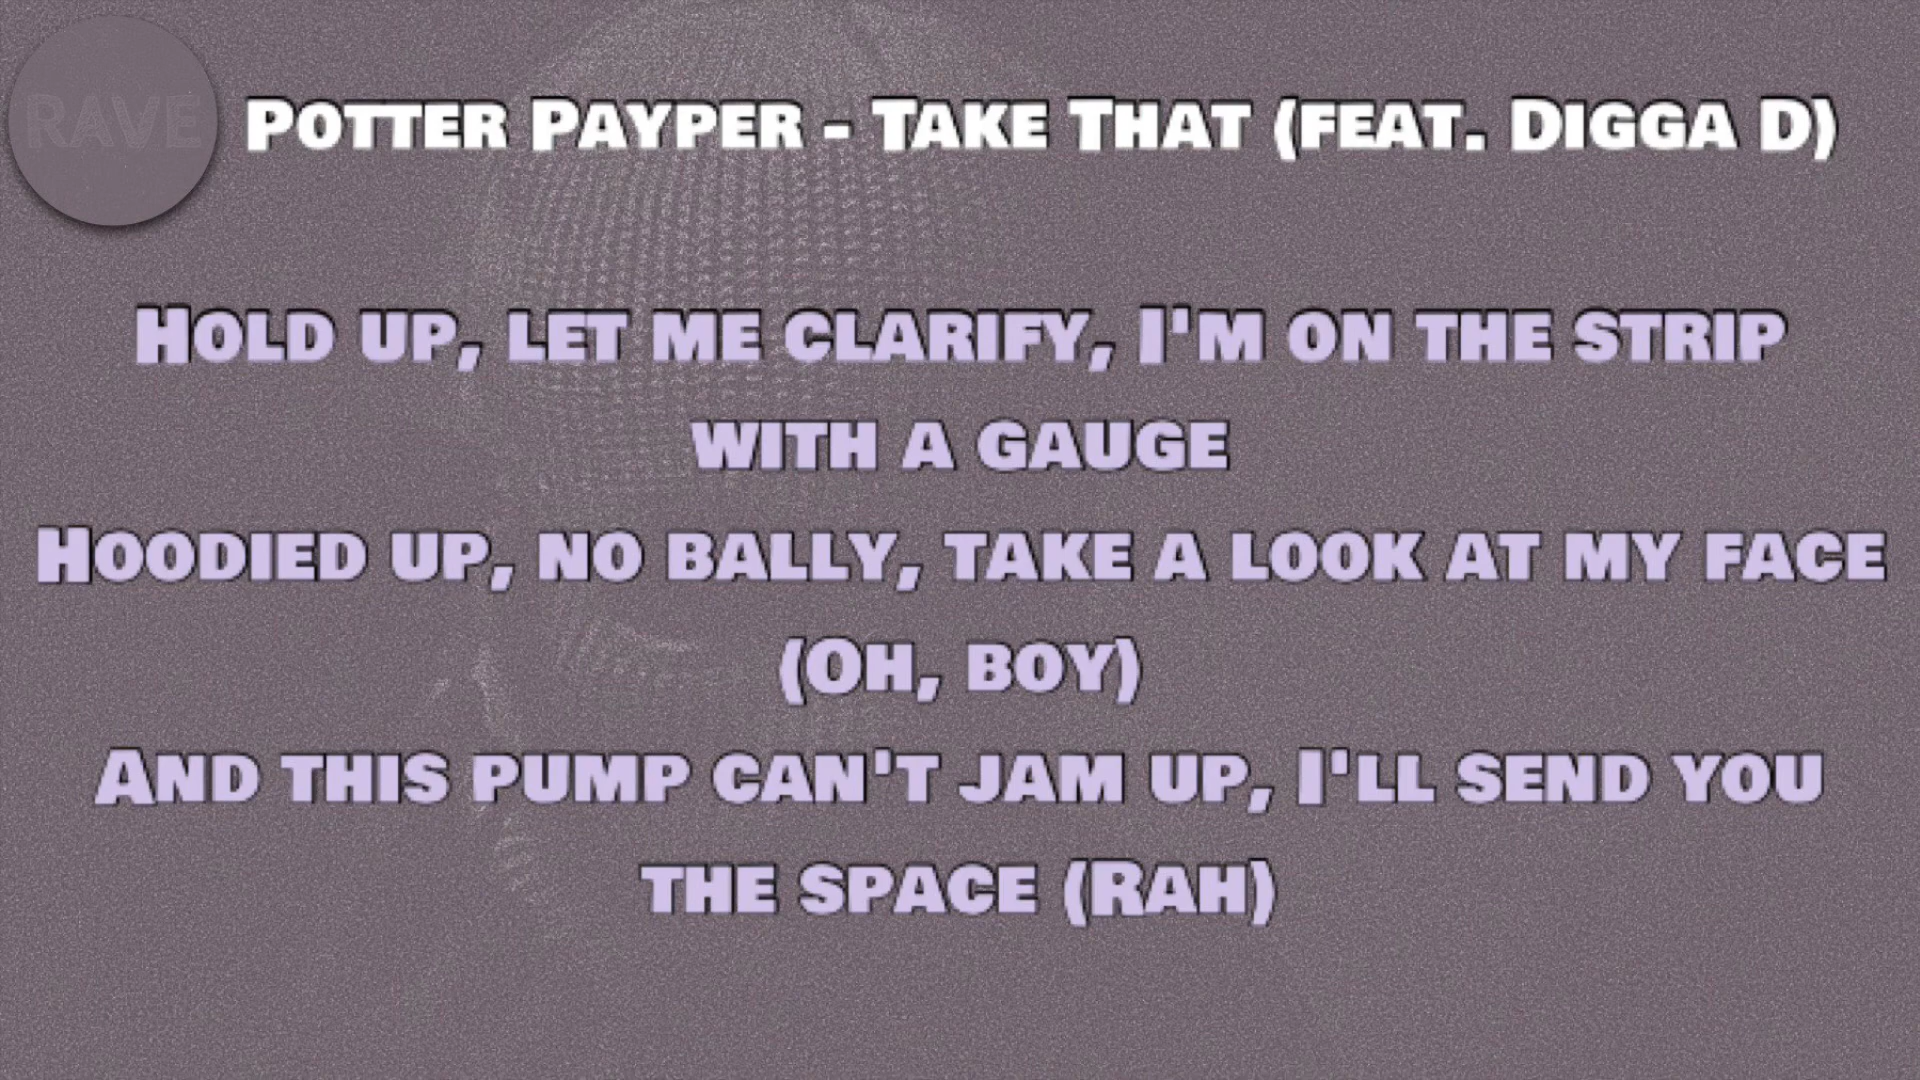 RAVE
Potter Payper - Take That (feat. Digga D)
Hold up, let me clarify, I'm on the strip
with a gauge
Hoodied up, no bally, take a look at my face
(Oh, boy)
And this pump can't jam up, I'll send you
the space (Rah)